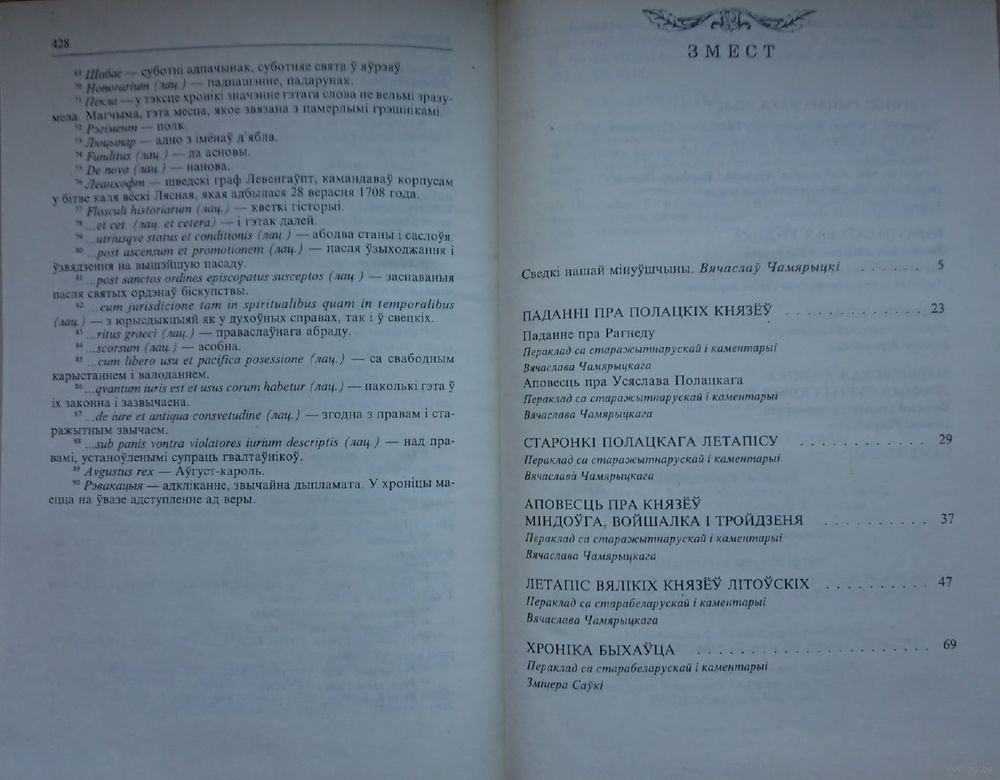 428
⁶⁹ Шабас — суботні адпачынак, суботняе свята ў яўрэяў.
⁷⁰ Honorarium (лац.) — паднашэнне, падарунак.
⁷¹ Пекла — у тэксце хронікі значэнне гэтага слова не вельмі зразу-
мела. Магчыма, гэта месца, якое звязана з памерлымі грэшнікамі.
⁷² Рэгімент — полк.
⁷³ Люцыпар — адно з імёнаў д'ябла.
⁷⁴ Funditus (лац.) — да асновы.
⁷⁵ De novo (лац.) — нанова.
⁷⁶ Леанхофт — шведскі граф Левенгаўпт, камандаваў корпусам
у бітве каля вёскі Лясная, якая адбылася 28 верасня 1708 года.
⁷⁷ Flosculi historiarum (лац.) — кветкі гісторыі.
⁷⁸ ...et cet. (лац. et cetera) — і гэтак далей.
⁷⁹ ...utriusqve status et conditionis (лац.) — абодва станы і саслоўя.
⁸⁰ ...post ascensum et promotionem (лац.) — пасля ўзыходжання і
ўзвядзення на вышэйшую пасаду.
⁸¹ ...post sanctos ordines episcopatus susceptos (лац.) — заснаваныя
пасля святых ордэнаў біскупствы.
⁸² ...cum jurisdicione tam in spiritualibus quam in temporalibus
(лац.) — з юрысдыкцыяй як у духоўных справах, так і ў свецкіх.
⁸³ ...ritus graeci (лац.) — праваслаўнага абраду.
⁸⁴ ...scorsum (лац.) — асобна.
⁸⁵ ...cum libero usu et pacifica posessione (лац.) — са свабодным
карыстаннем і валоданнем.
⁸⁶ ...qvantum iuris est et usus corum habetur (лац.) — наколькі гэта ў
іх законна і зазвычаена.
⁸⁷ ...de iure et antiqua consvetudine (лац.) — згодна з правам і ста-
ражытным звычаем.
⁸⁸ ...sub panis vontra violatores iurium descriptis (лац.) — над пра-
вамі, устаноўленымі супраць гвалтаўнікоў.
⁸⁹ Avgustus rex — Аўгуст-кароль.
⁹⁰ Рэвакацыя — адкліканне, звычайна дыпламата. У хроніцы ма-
ецца на ўвазе адступленне ад веры.
ЗМЕСТ
Сведкі нашай мінуўшчыны. Вячаслаў Чамярыцкі . . . . . . 5
ПАДАННІ ПРА ПОЛАЦКІХ КНЯЗЁЎ . . . . . . . . . . . 23
Паданне пра Рагнеду
Пераклад са старажытнарускай і каментарыі
Вячаслава Чамярыцкага
Аповесць пра Усяслава Полацкага
Пераклад са старажытнарускай і каментарыі
Вячаслава Чамярыцкага
СТАРОНКІ ПОЛАЦКАГА ЛЕТАПІСУ . . . . . . . . . . . 29
Пераклад са старажытнарускай і каментарыі
Вячаслава Чамярыцкага
АПОВЕСЦЬ ПРА КНЯЗЁЎ
МІНДОЎГА, ВОЙШАЛКА І ТРОЙДЗЕНЯ . . . . . . . . . 37
Пераклад са старажытнарускай і каментарыі
Вячаслава Чамярыцкага
ЛЕТАПІС ВЯЛІКІХ КНЯЗЁЎ ЛІТОЎСКІХ . . . . . . . . . 47
Пераклад са старабеларускай і каментарыі
Вячаслава Чамярыцкага
ХРОНІКА БЫХАЎЦА . . . . . . . . . . . . . . . . . . 69
Пераклад са старабеларускай і каментарыі
Зміцера Саўкі